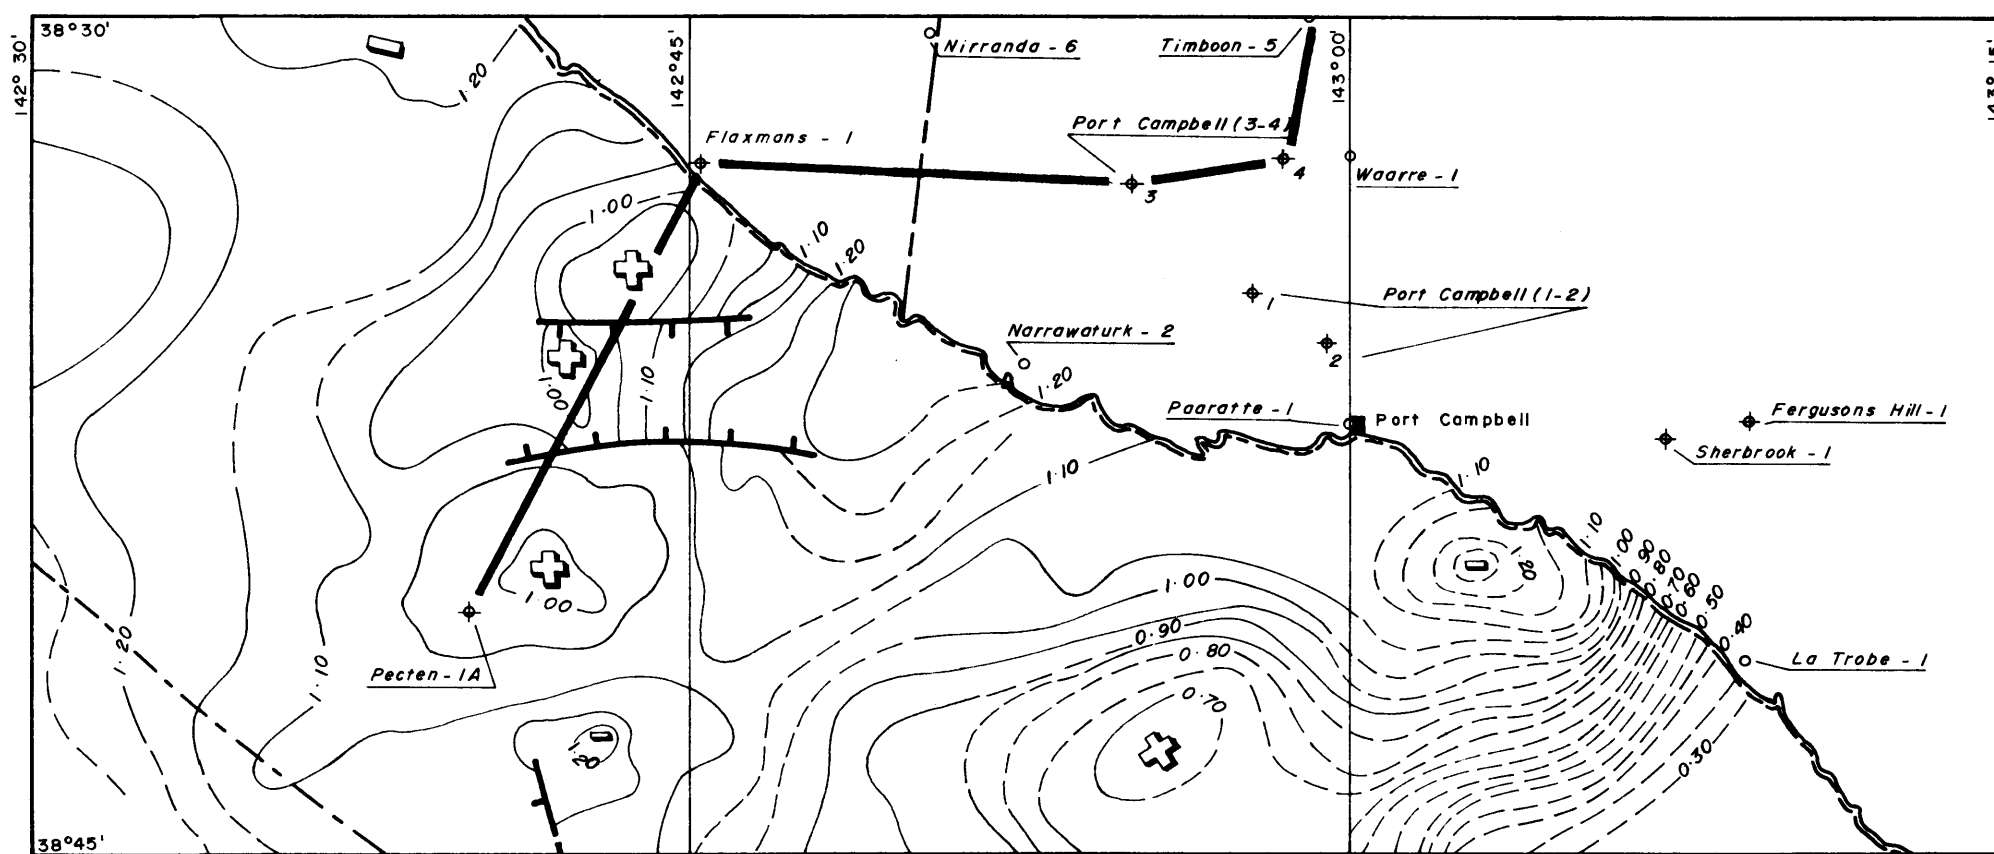 38°30'
142°30'
142°45'
143°00'
143°15'
Nirranda - 6
Timboon - 5
1·20
Flaxmans - 1
Port Campbell (3-4)
3
4
Waarre - 1
1·00
1·10
1·20
Port Campbell (1-2)
1
2
Narrawaturk - 2
1·00
1·10
1·20
Paaratte - 1
Port Campbell
Fergusons Hill - 1
Sherbrook - 1
1·10
1·10
1·20
1·10
1·00
0·90
0·80
0·70
0·60
0·50
0·40
1·00
1·00
0·90
0·80
0·70
0·30
La Trobe - 1
1·20
1·10
Pecten - 1A
1·20
38°45'